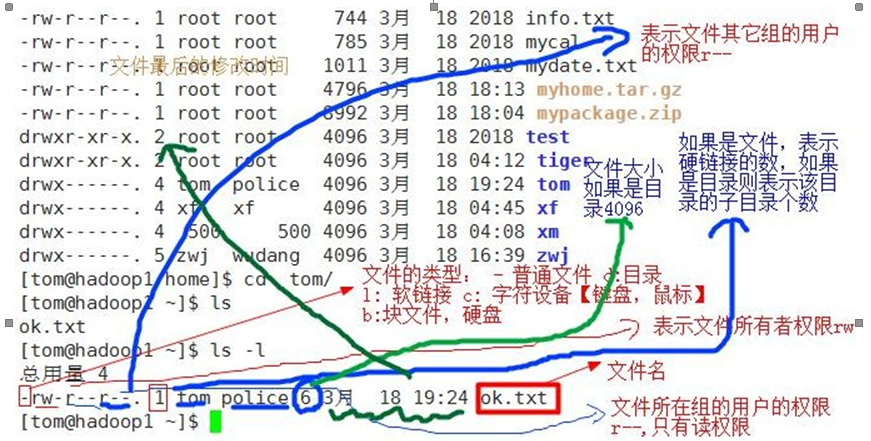 -rw-r--r--. 1 root root 744 3月 18 2018 info.txt
-rw-r--r--. 1 root root 785 3月 18 2018 mycal
-rw-r--r--. 1 root root 1011 3月 18 2018 mydate.txt
-rw-r--r--. 1 root root 4796 3月 18 18:13 myhome.tar.gz
-rw-r--r--. 1 root root 8992 3月 18 18:04 mypackage.zip
drwxr-xr-x. 2 root root 4096 3月 18 2018 test
drwxr-xr-x. 2 root root 4096 3月 18 04:12 tiger
drwx------. 4 tom police 4096 3月 18 19:24 tom
drwx------. 4 xf xf 4096 3月 18 04:45 xf
drwx------. 4 500 500 4096 3月 18 04:08 xm
drwx------. 5 zwj wudang 4096 3月 18 16:39 zwj
[tom@hadoop1 home]$ cd tom/
[tom@hadoop1 ~]$ ls
ok.txt
[tom@hadoop1 ~]$ ls -l
总用量 4
-rw-r--r--. 1 tom police 6 3月 18 19:24 ok.txt
[tom@hadoop1 ~]$
表示文件其它组的用户
的权限r--
文件最后的修改时间
文件大小
如果是目
录4096
如果是文件，表示
硬链接的数，如果
是目录则表示该目
录的子目录个数
文件的类型： - 普通文件 d:目录
l: 软链接 c: 字符设备【键盘，鼠标】
b:块文件，硬盘
表示文件所有者权限rw
文件名
文件所在组的用户的权限
r--,只有读权限